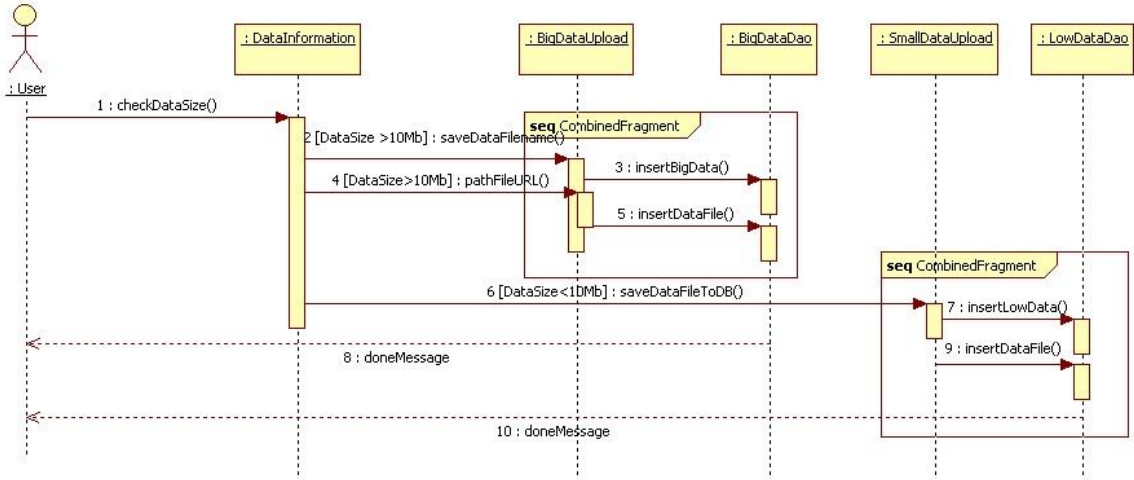 : DataInformation
: BigDataUpload
: BigDataDao
: SmallDataUpload
: LowDataDao
: User
1 : checkDataSize()
seq CombinedFragment
2 [DataSize >10Mb] : saveDataFilename()
3 : insertBigData()
4 [DataSize>10Mb] : pathFileURL()
5 : insertDataFile()
seq CombinedFragment
6 [DataSize<10Mb] : saveDataFileToDB()
7 : insertLowData()
8 : doneMessage
9 : insertDataFile()
10 : doneMessage